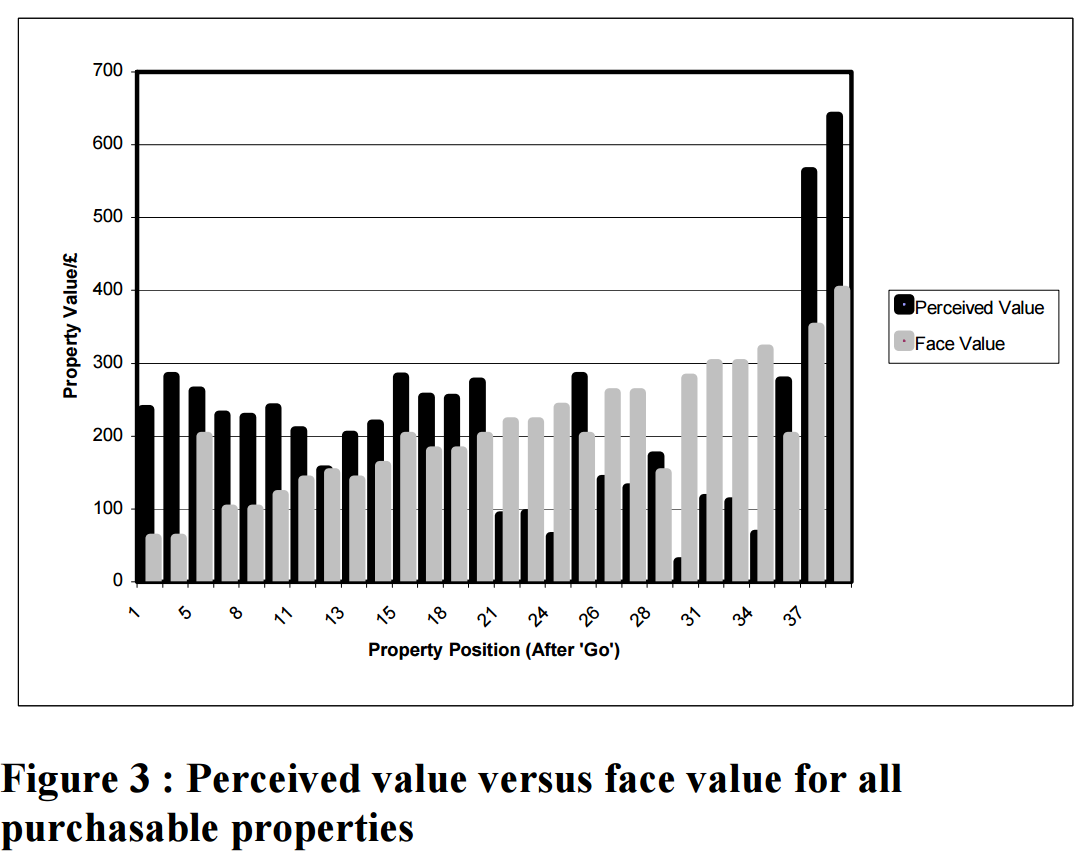 700
600
500
400
300
200
100
0
Property Value/£
1 5 8 11 13 15 18 21 24 26 28 31 34 37
Property Position (After 'Go')
Perceived Value
Face Value
Figure 3 : Perceived value versus face value for all
purchasable properties